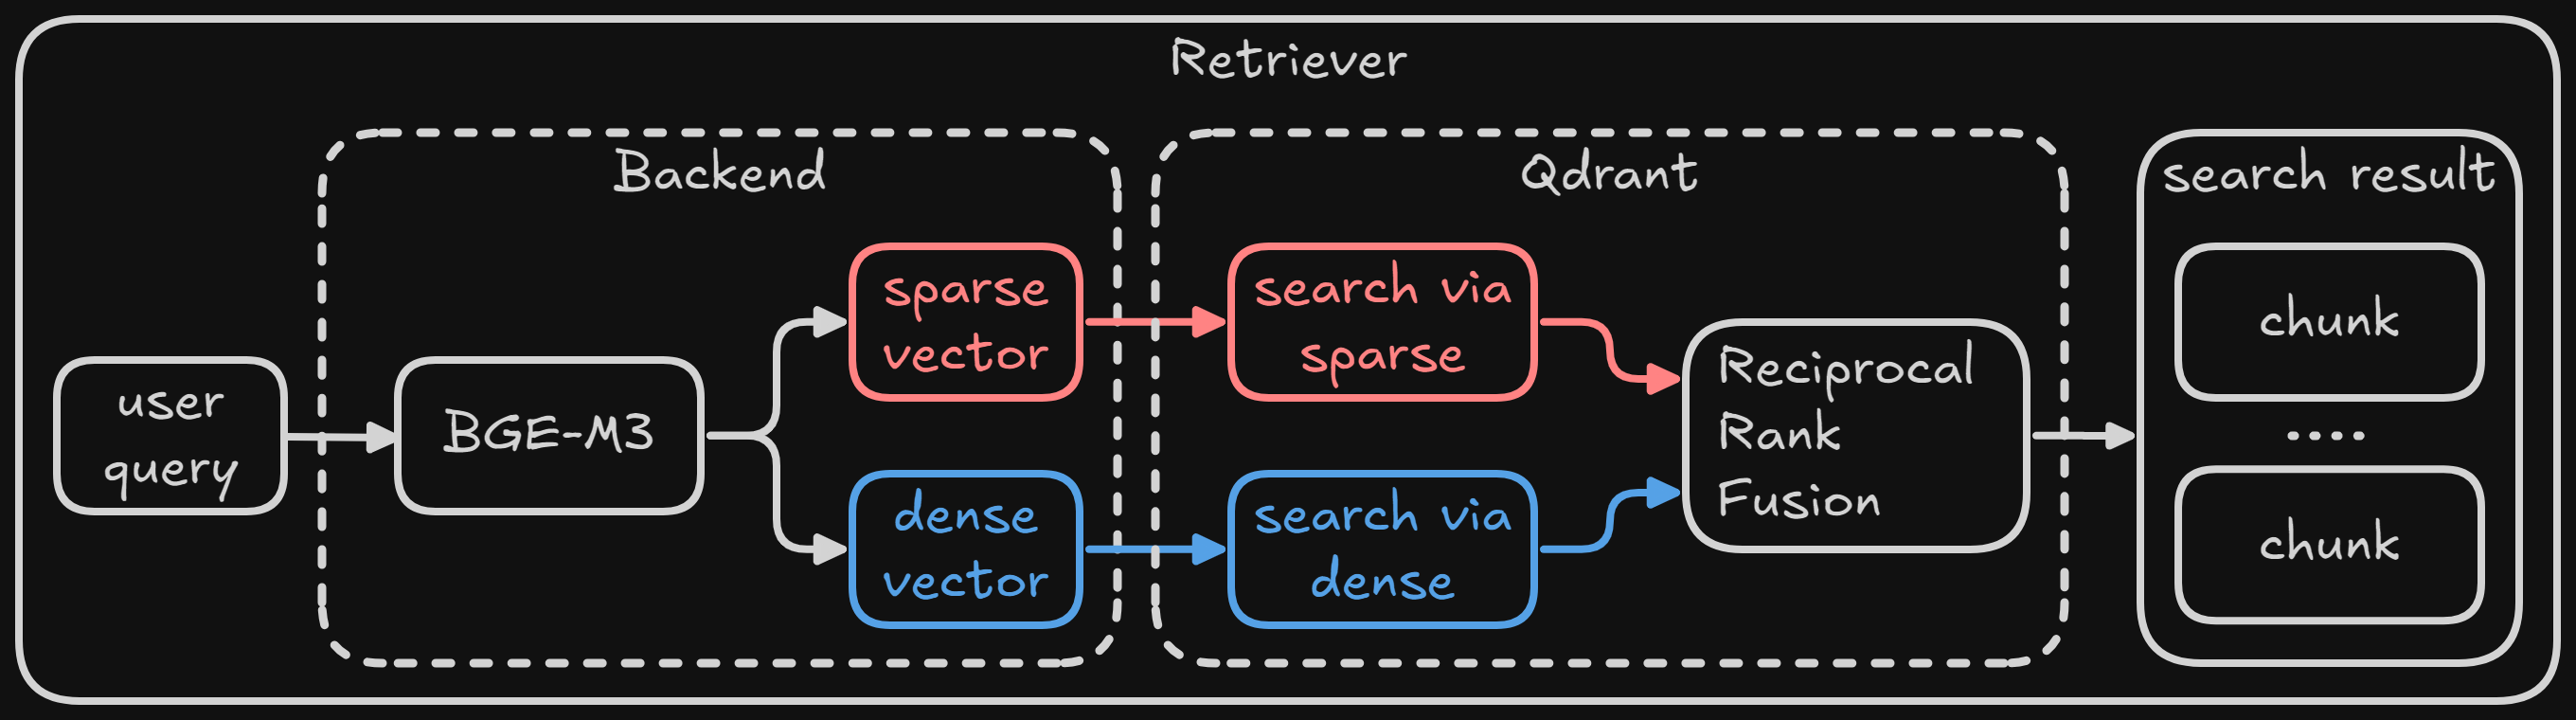 Retriever
Backend
Qdrant
search result
user
query
BGE-M3
sparse
vector
dense
vector
search via
sparse
search via
dense
Reciprocal
Rank
Fusion
chunk
....
chunk